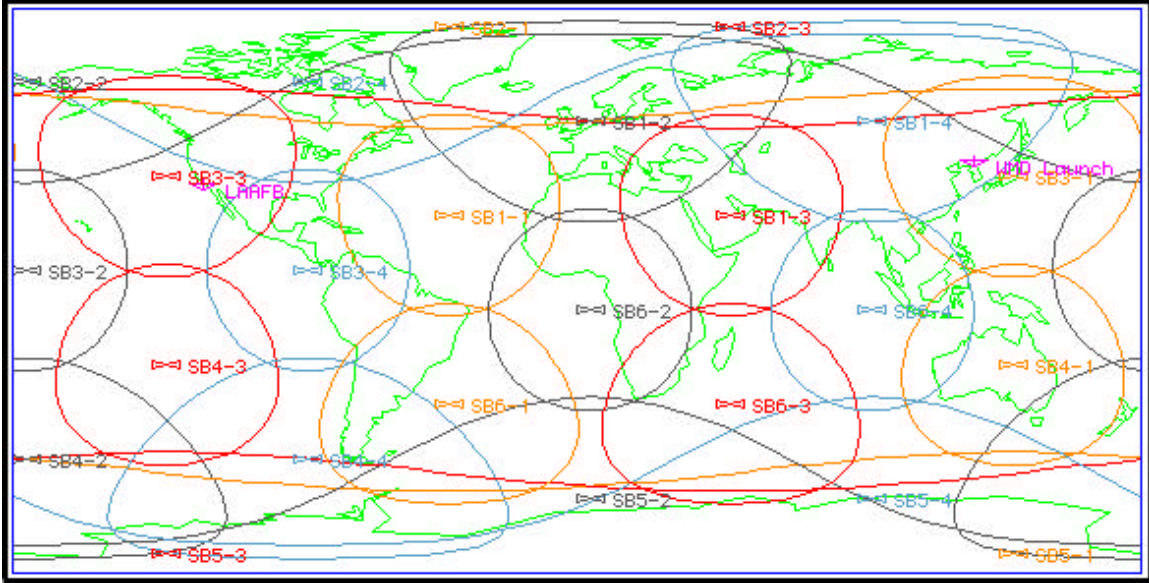 SB2-1
SB2-3
SB2-2
SB2-4
SB1-2
SB1-4
WMD Launch
SB3-3
SB3-1
LAAFB
SB1-1
SB1-3
SB3-2
SB3-4
SB6-2
SB6-4
SB4-3
SB4-1
SB6-1
SB6-3
SB4-2
SB4-4
SB5-2
SB5-4
SB5-3
SB5-1